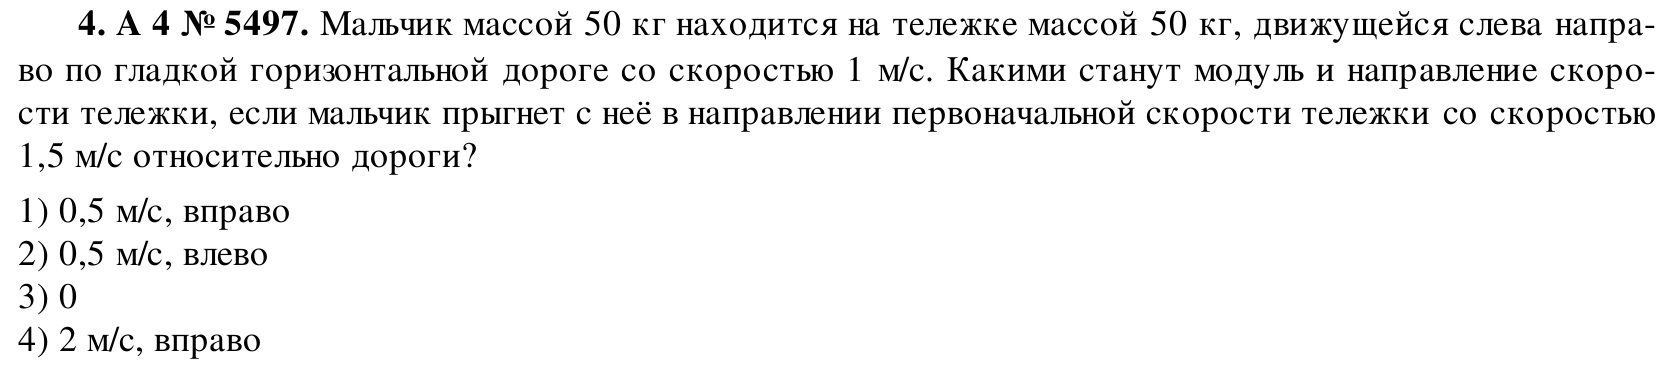 4. А 4 № 5497. Мальчик массой 50 кг находится на тележке массой 50 кг, движущейся слева напра-
во по гладкой горизонтальной дороге со скоростью 1 м/с. Какими станут модуль и направление скоро-
сти тележки, если мальчик прыгнет с неё в направлении первоначальной скорости тележки со скоростью
1,5 м/с относительно дороги?
1) 0,5 м/с, вправо
2) 0,5 м/с, влево
3) 0
4) 2 м/с, вправо